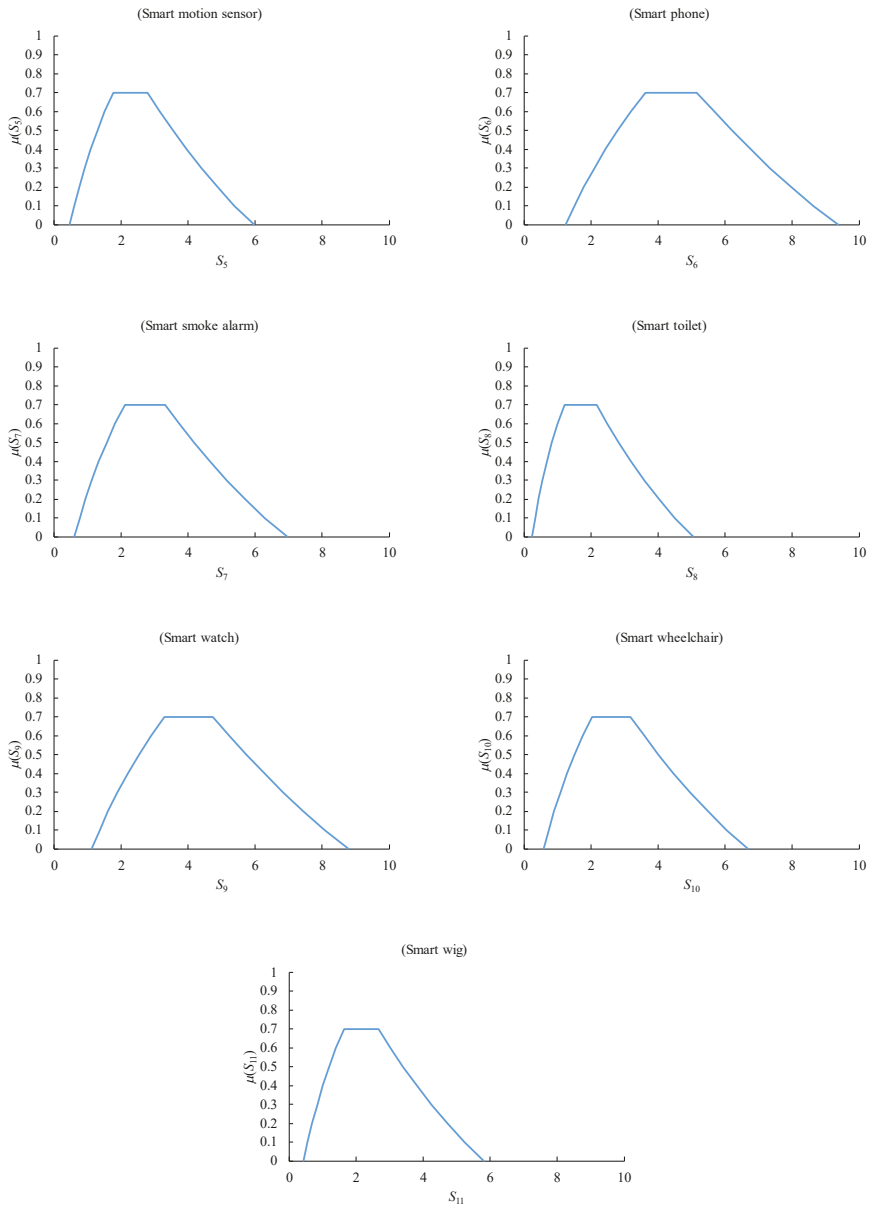 (Smart motion sensor)
1
0.9
0.8
0.7
0.6
0.5
0.4
0.3
0.2
0.1
0
μ(S5)
0 2 4 6 8 10
S5
(Smart phone)
1
0.9
0.8
0.7
0.6
0.5
0.4
0.3
0.2
0.1
0
μ(S6)
0 2 4 6 8 10
S6
(Smart smoke alarm)
1
0.9
0.8
0.7
0.6
0.5
0.4
0.3
0.2
0.1
0
μ(S7)
0 2 4 6 8 10
S7
(Smart toilet)
1
0.9
0.8
0.7
0.6
0.5
0.4
0.3
0.2
0.1
0
μ(S8)
0 2 4 6 8 10
S8
(Smart watch)
1
0.9
0.8
0.7
0.6
0.5
0.4
0.3
0.2
0.1
0
μ(S9)
0 2 4 6 8 10
S9
(Smart wheelchair)
1
0.9
0.8
0.7
0.6
0.5
0.4
0.3
0.2
0.1
0
μ(S10)
0 2 4 6 8 10
S10
(Smart wig)
1
0.9
0.8
0.7
0.6
0.5
0.4
0.3
0.2
0.1
0
μ(S11)
0 2 4 6 8 10
S11